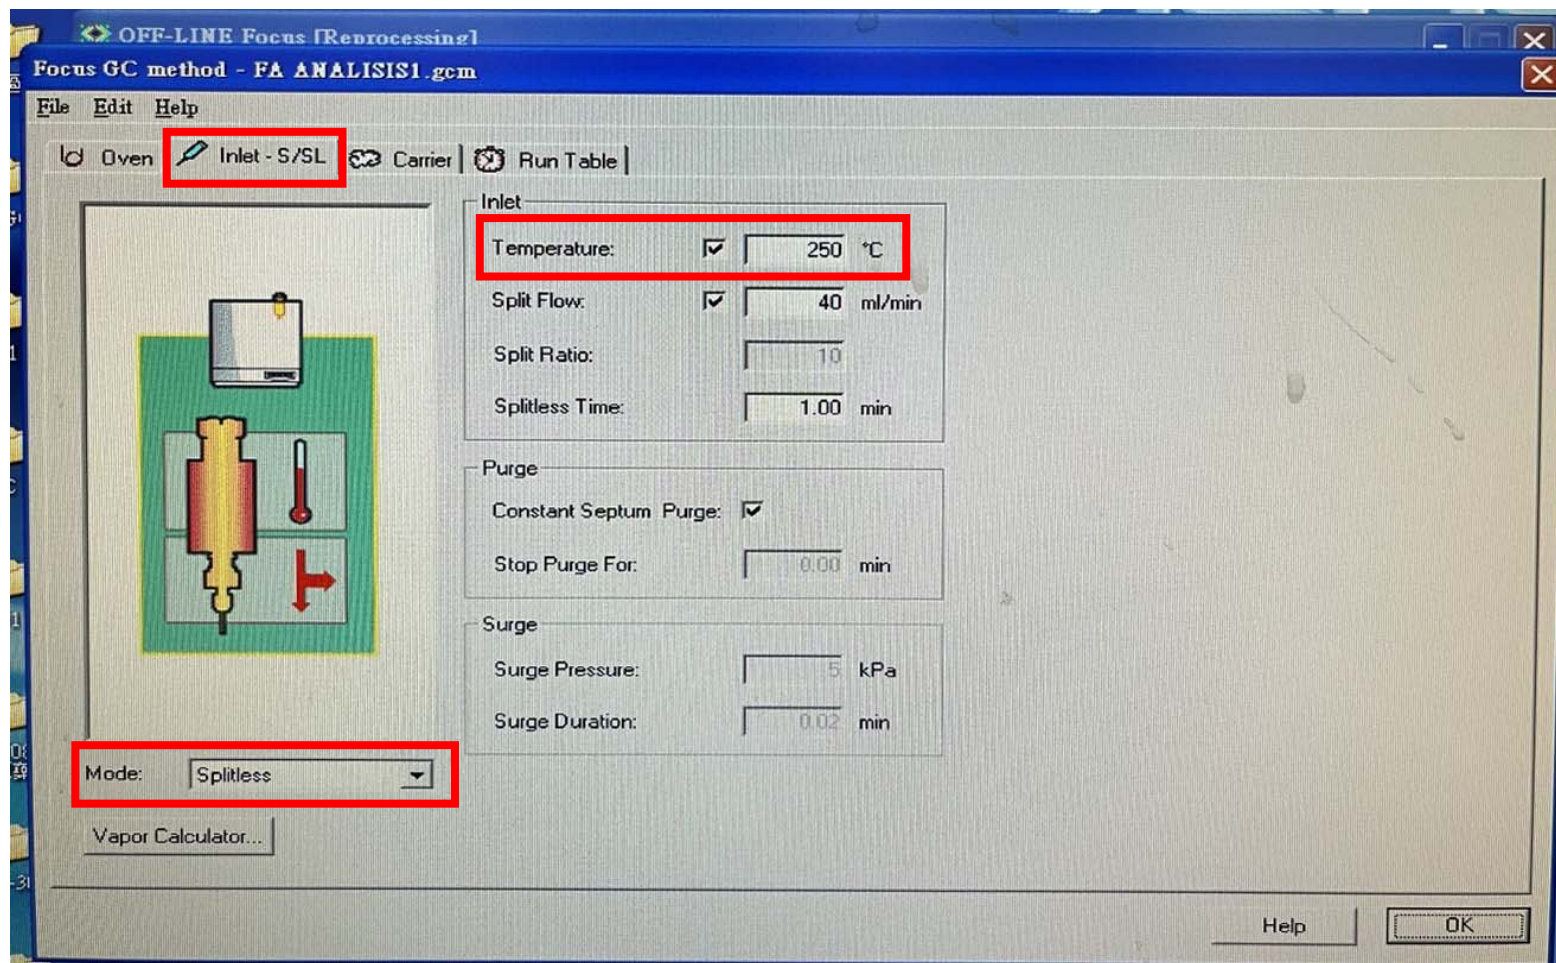 OFF-LINE Focus [Reprocessing]
Focus GC method - FA ANALISIS1.gcm
File Edit Help
Oven Inlet - S/SL Carrier Run Table
Inlet
Temperature: 250 °C
Split Flow: 40 ml/min
Split Ratio: 10
Splitless Time: 1.00 min
Purge
Constant Septum Purge:
Stop Purge For: 0.00 min
Surge
Surge Pressure: 5 kPa
Surge Duration: 0.02 min
Mode: Splitless
Vapor Calculator...
Help OK